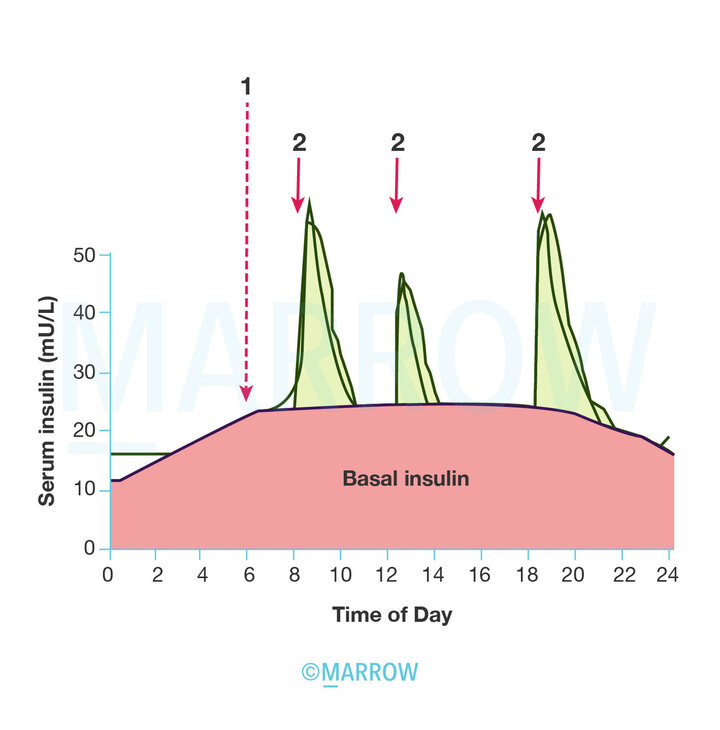 1
2 2 2
50
40
30
20
10
0
Serum insulin (mU/L)
MARROW
Basal insulin
0 2 4 6 8 10 12 14 16 18 20 22 24
Time of Day
©MARROW